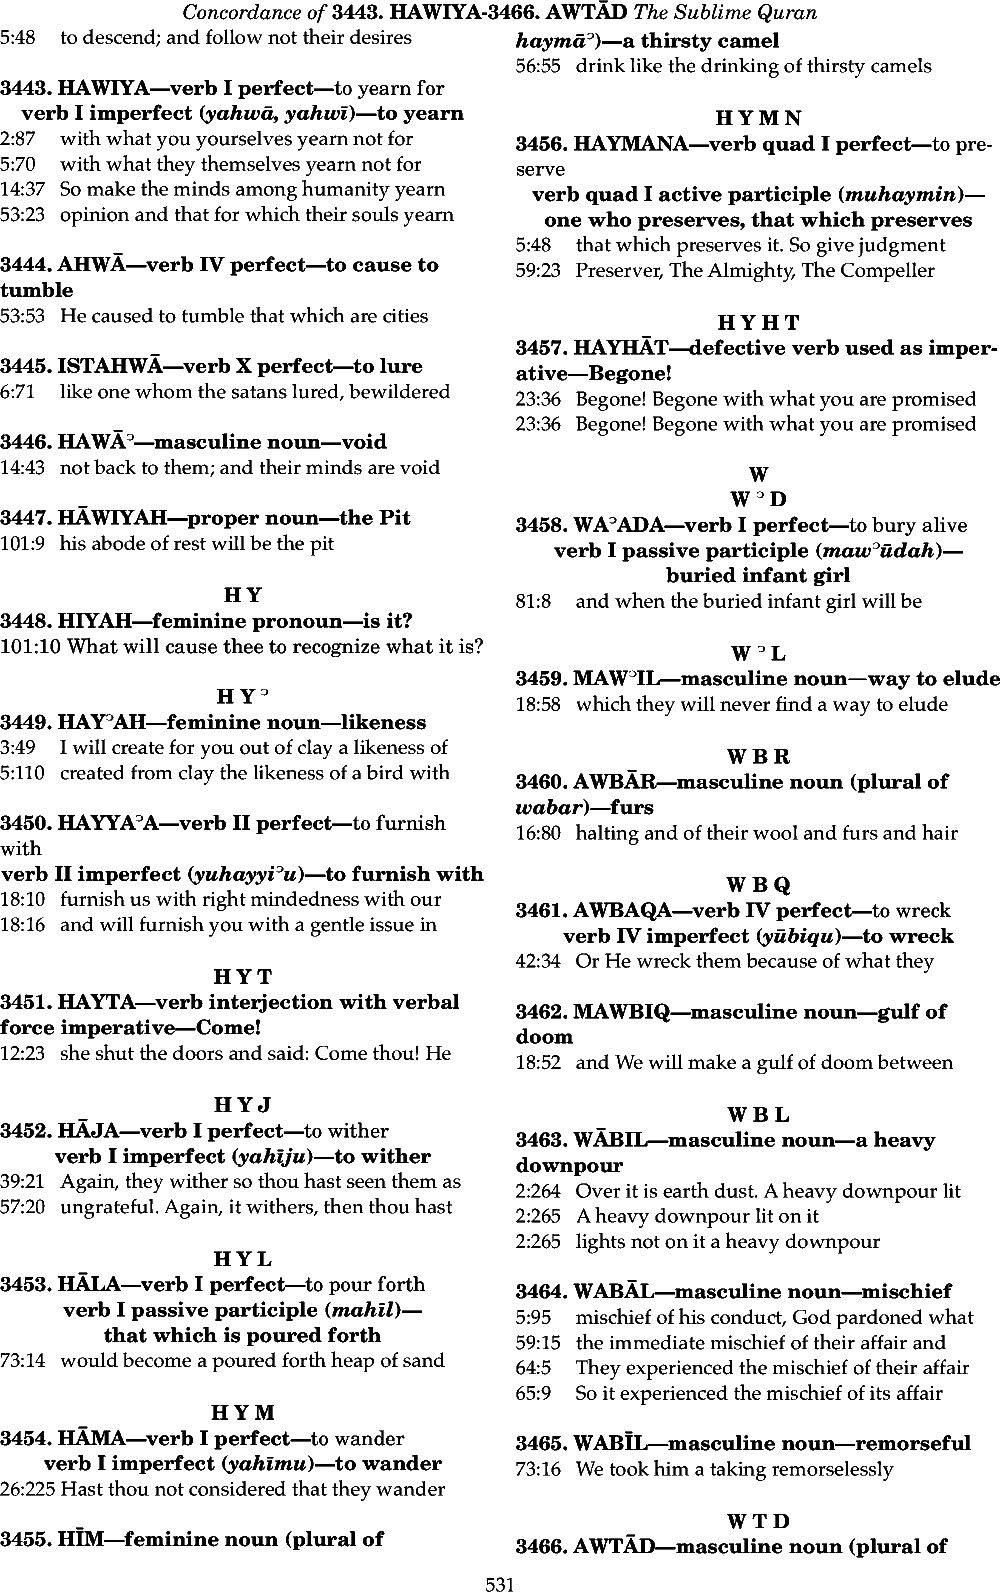 Concordance of 3443. HAWIYA-3466. AWTĀD The Sublime Quran
5:48 to descend; and follow not their desires
3443. HAWIYA—verb I perfect—to yearn for
verb I imperfect (yahwā, yahwī)—to yearn
2:87 with what you yourselves yearn not for
5:70 with what they themselves yearn not for
14:37 So make the minds among humanity yearn
53:23 opinion and that for which their souls yearn
3444. AHWĀ—verb IV perfect—to cause to
tumble
53:53 He caused to tumble that which are cities
3445. ISTAHWĀ—verb X perfect—to lure
6:71 like one whom the satans lured, bewildered
3446. HAWĀᵓ—masculine noun—void
14:43 not back to them; and their minds are void
3447. HĀWIYAH—proper noun—the Pit
101:9 his abode of rest will be the pit
H Y
3448. HIYAH—feminine pronoun—is it?
101:10 What will cause thee to recognize what it is?
H Y ᵓ
3449. HAYᵓAH—feminine noun—likeness
3:49 I will create for you out of clay a likeness of
5:110 created from clay the likeness of a bird with
3450. HAYYAᵓA—verb II perfect—to furnish
with
verb II imperfect (yuhayyiᵓu)—to furnish with
18:10 furnish us with right mindedness with our
18:16 and will furnish you with a gentle issue in
H Y T
3451. HAYTA—verb interjection with verbal
force imperative—Come!
12:23 she shut the doors and said: Come thou! He
H Y J
3452. HĀJA—verb I perfect—to wither
verb I imperfect (yahīju)—to wither
39:21 Again, they wither so thou hast seen them as
57:20 ungrateful. Again, it withers, then thou hast
H Y L
3453. HĀLA—verb I perfect—to pour forth
verb I passive participle (mahīl)—
that which is poured forth
73:14 would become a poured forth heap of sand
H Y M
3454. HĀMA—verb I perfect—to wander
verb I imperfect (yahīmu)—to wander
26:225 Hast thou not considered that they wander
3455. HĪM—feminine noun (plural of
haymāᵓ)—a thirsty camel
56:55 drink like the drinking of thirsty camels
H Y M N
3456. HAYMANA—verb quad I perfect—to pre-
serve
verb quad I active participle (muhaymin)—
one who preserves, that which preserves
5:48 that which preserves it. So give judgment
59:23 Preserver, The Almighty, The Compeller
H Y H T
3457. HAYHĀT—defective verb used as imper-
ative—Begone!
23:36 Begone! Begone with what you are promised
23:36 Begone! Begone with what you are promised
W
W ᵓ D
3458. WAᵓADA—verb I perfect—to bury alive
verb I passive participle (mawᵓūdah)—
buried infant girl
81:8 and when the buried infant girl will be
W ᵓ L
3459. MAWᵓIL—masculine noun—way to elude
18:58 which they will never find a way to elude
W B R
3460. AWBĀR—masculine noun (plural of
wabar)—furs
16:80 halting and of their wool and furs and hair
W B Q
3461. AWBAQA—verb IV perfect—to wreck
verb IV imperfect (yūbiqu)—to wreck
42:34 Or He wreck them because of what they
3462. MAWBIQ—masculine noun—gulf of
doom
18:52 and We will make a gulf of doom between
W B L
3463. WĀBIL—masculine noun—a heavy
downpour
2:264 Over it is earth dust. A heavy downpour lit
2:265 A heavy downpour lit on it
2:265 lights not on it a heavy downpour
3464. WABĀL—masculine noun—mischief
5:95 mischief of his conduct, God pardoned what
59:15 the immediate mischief of their affair and
64:5 They experienced the mischief of their affair
65:9 So it experienced the mischief of its affair
3465. WABĪL—masculine noun—remorseful
73:16 We took him a taking remorselessly
W T D
3466. AWTĀD—masculine noun (plural of
531